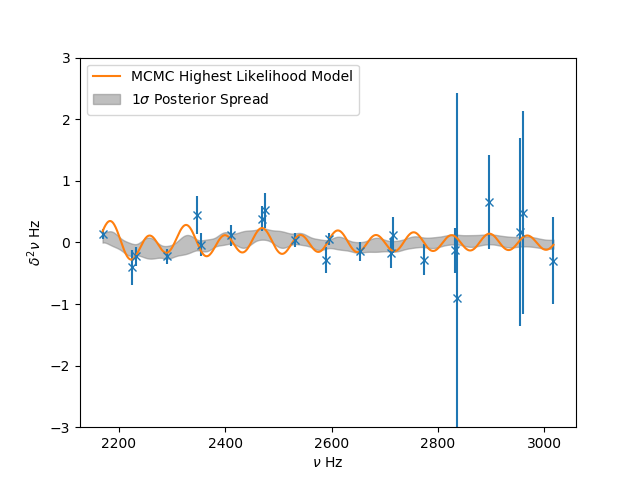 3
MCMC Highest Likelihood Model
1σ Posterior Spread
2
1
0
−1
−2
−3
δ²ν Hz
2200 2400 2600 2800 3000
ν Hz